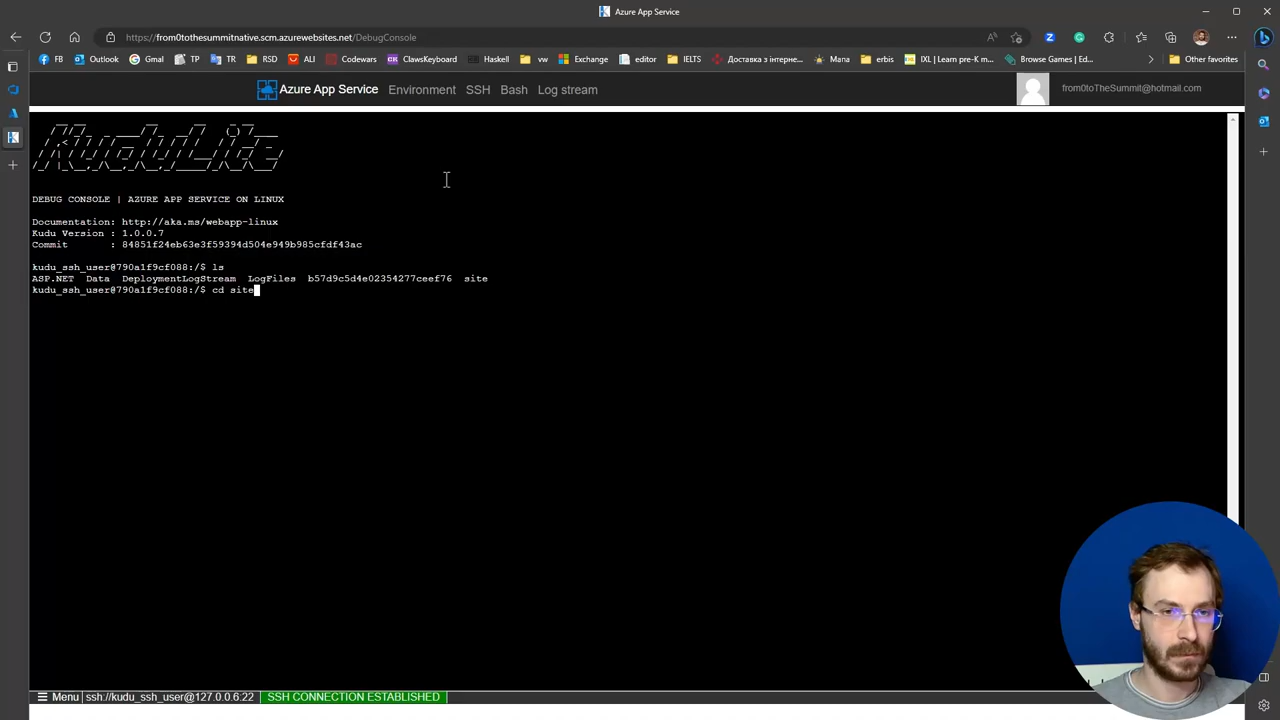 Azure App Service
https://from0tothesummitnative.scm.azurewebsites.net/DebugConsole
FB Outlook Gmal TP TR RSD ALI Codewars ClawsKeyboard Haskell vw Exchange editor IELTS Доставка з інтерне... Мапа erbis IXL | Learn pre-K m... Browse Games | Ed... Other favorites
Azure App Service Environment SSH Bash Log stream from0toTheSummit@hotmail.com
KuduLite
DEBUG CONSOLE | AZURE APP SERVICE ON LINUX
Documentation: http://aka.ms/webapp-linux
Kudu Version : 1.0.0.7
Commit : 84851f24eb63e3f59394d504e949b985cfdf43ac
kudu_ssh_user@790a1f9cf088:/$ ls
ASP.NET Data DeploymentLogStream LogFiles b57d9c5d4e02354277ceef76 site
kudu_ssh_user@790a1f9cf088:/$ cd site
Menu ssh://kudu_ssh_user@127.0.0.6:22 SSH CONNECTION ESTABLISHED